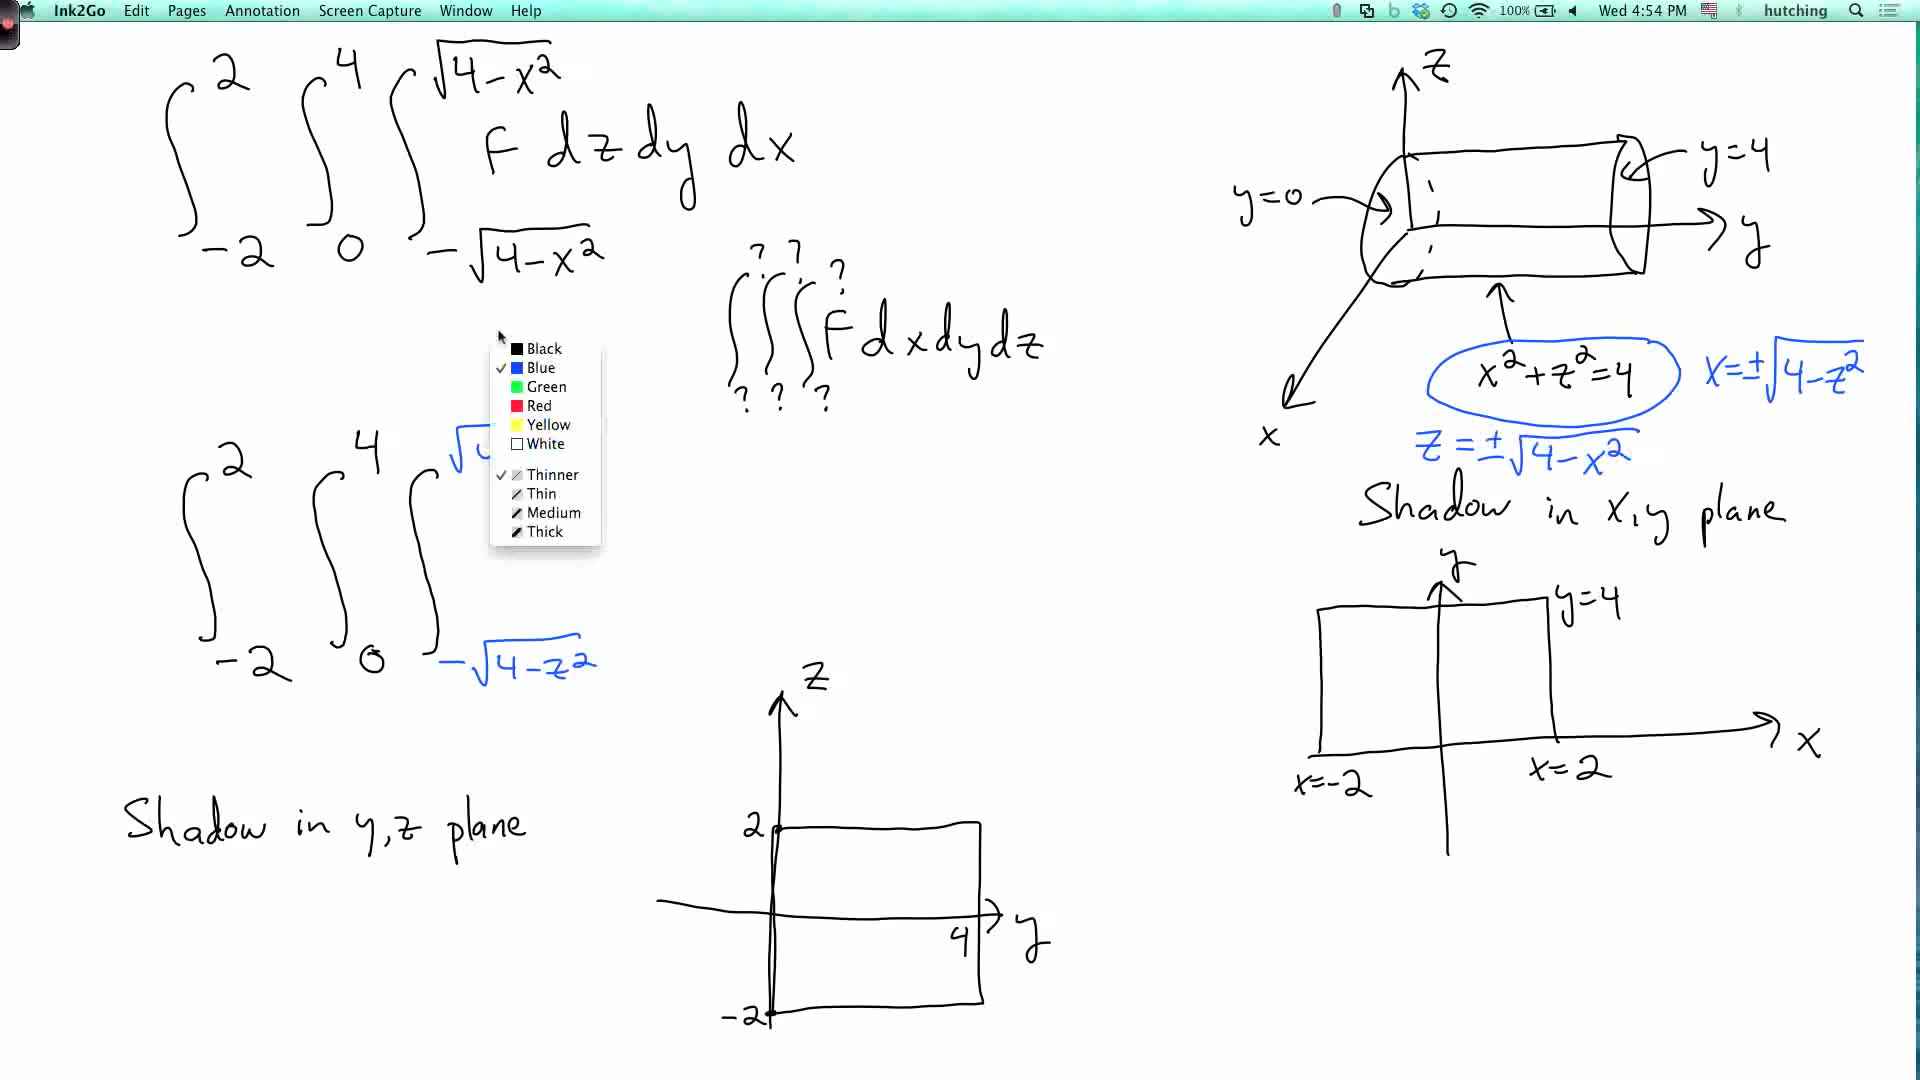 Ink2Go Edit Pages Annotation Screen Capture Window Help 100% Wed 4:54 PM hutching
∫_{-2}^{2} ∫_{0}^{4} ∫_{-√(4-x²)}^{√(4-x²)} F dz dy dx
∫_{?}^{?} ∫_{?}^{?} ∫_{?}^{?} F dx dy dz
∫_{-2}^{2} ∫_{0}^{4} ∫_{-√(4-z²)}
Black
Blue
Green
Red
Yellow
White
Thinner
Thin
Medium
Thick
Shadow in y,z plane
z
2
4
y
-2
z
y=4
y=0
y
x
x²+z²=4
x=±√(4-z²)
z=±√(4-x²)
Shadow in x,y plane
y
y=4
x
x=-2
x=2